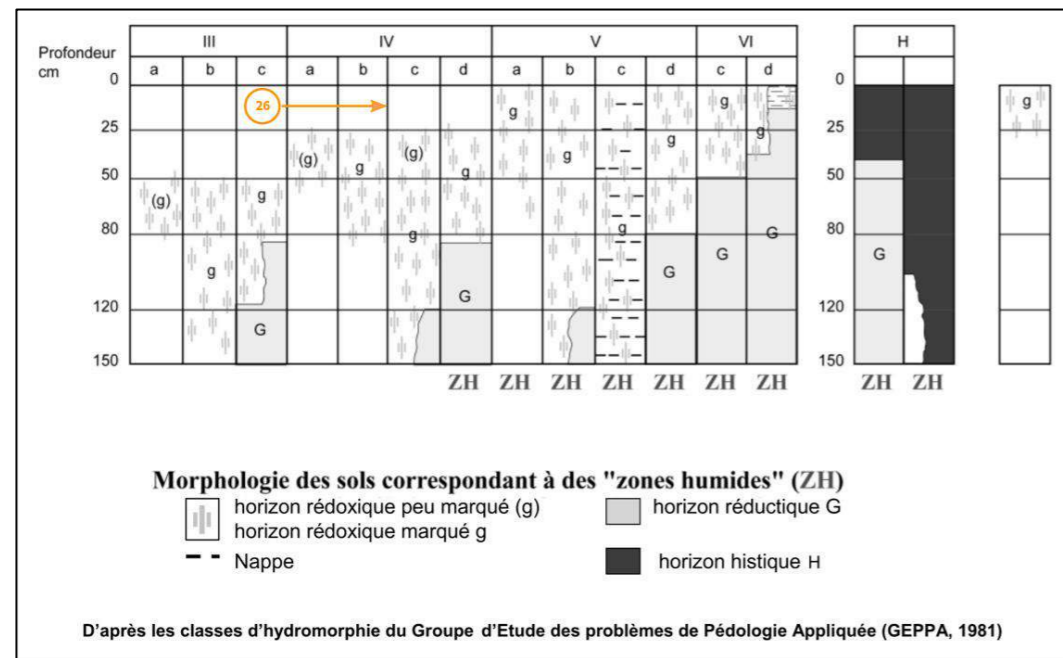 III IV V VI H
Profondeur
cm
a b c a b c d a b c d c d
0 0
26
25 25
50 50
80 80
120 120
150 150
g g g g
(g) g (g) g g g g
(g) g g
g g g G G G G
G G
ZH ZH ZH ZH ZH ZH ZH ZH ZH
Morphologie des sols correspondant à des "zones humides" (ZH)
horizon rédoxique peu marqué (g) horizon réductique G
horizon rédoxique marqué g
Nappe horizon histique H
D'après les classes d'hydromorphie du Groupe d'Etude des problèmes de Pédologie Appliquée (GEPPA, 1981)